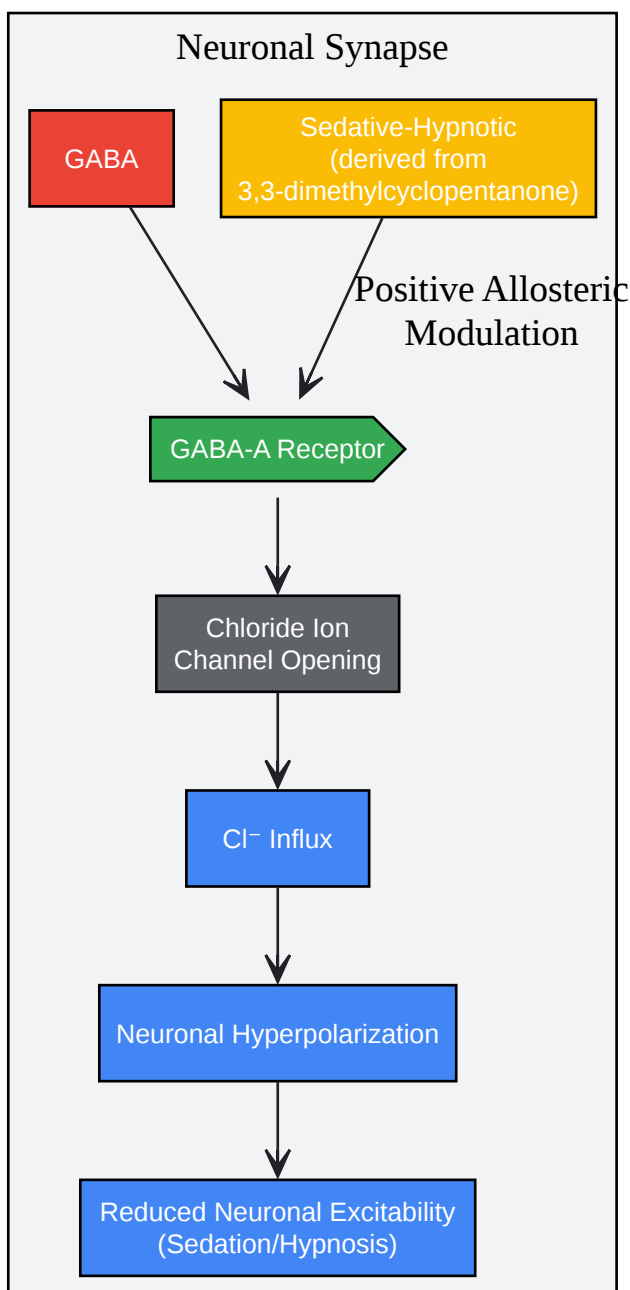 Neuronal Synapse
GABA
Sedative-Hypnotic
(derived from
3,3-dimethylcyclopentanone)
Positive Allosteric
Modulation
GABA-A Receptor
Chloride Ion
Channel Opening
Cl⁻ Influx
Neuronal Hyperpolarization
Reduced Neuronal Excitability
(Sedation/Hypnosis)